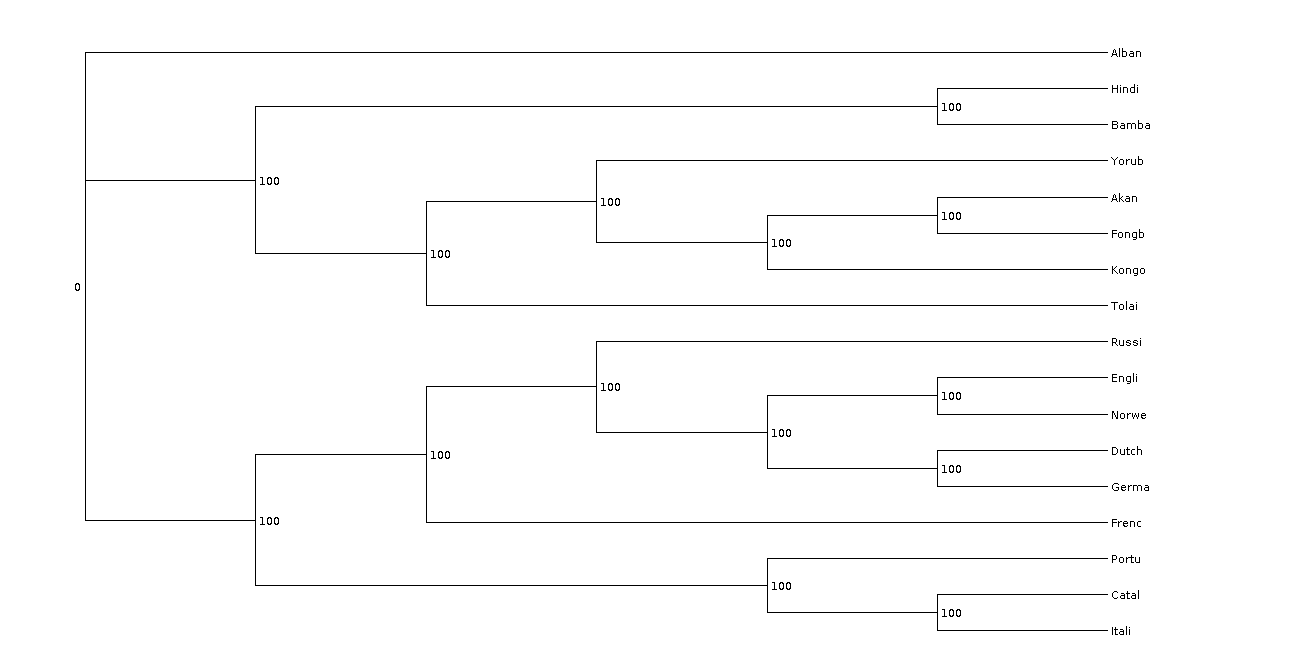 Alban
Hindi
100
Bamba
Yorub
100
Akan
100
100
Fongb
100
100
Kongo
0
Tolai
Russi
Engli
100
100
Norwe
100
Dutch
100
100
Germa
100
Frenc
Portu
100
Catal
100
Itali